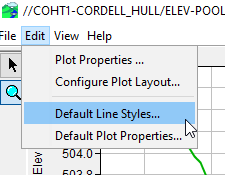 //COHT1-CORDELL_HULL/ELEV-POOL
File Edit View Help
Plot Properties ...
Configure Plot Layout...
Default Line Styles...
Default Plot Properties...
Elev
504.0
503.8